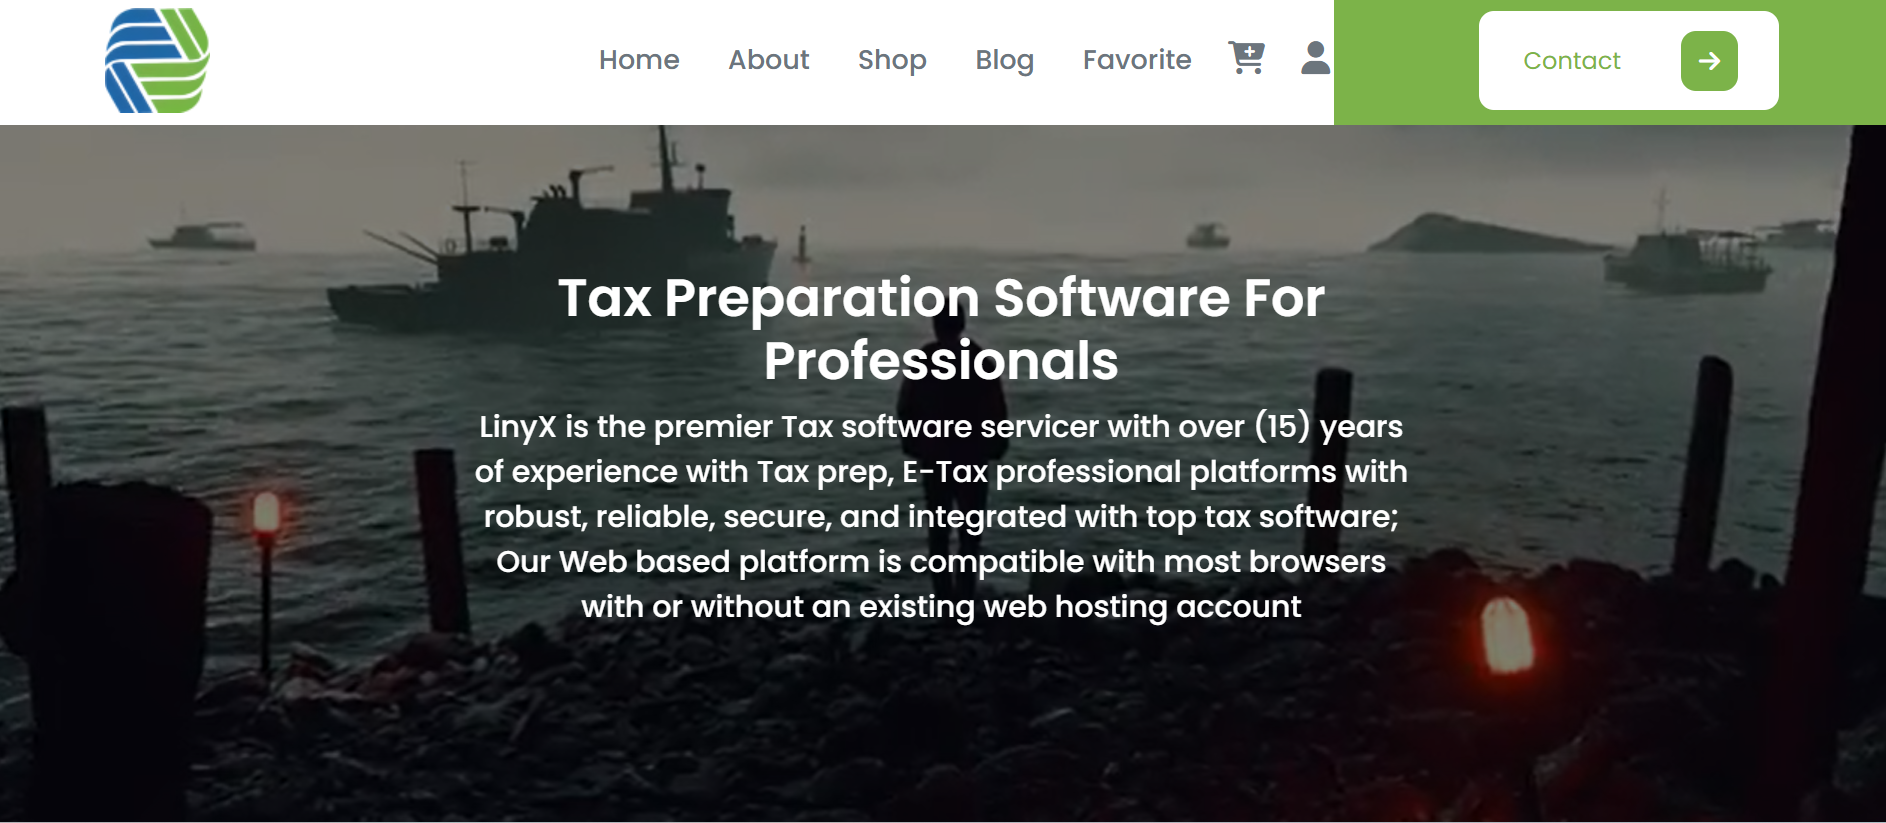 Home About Shop Blog Favorite Contact
Tax Preparation Software For
Professionals
LinyX is the premier Tax software servicer with over (15) years
of experience with Tax prep, E-Tax professional platforms with
robust, reliable, secure, and integrated with top tax software;
Our Web based platform is compatible with most browsers
with or without an existing web hosting account